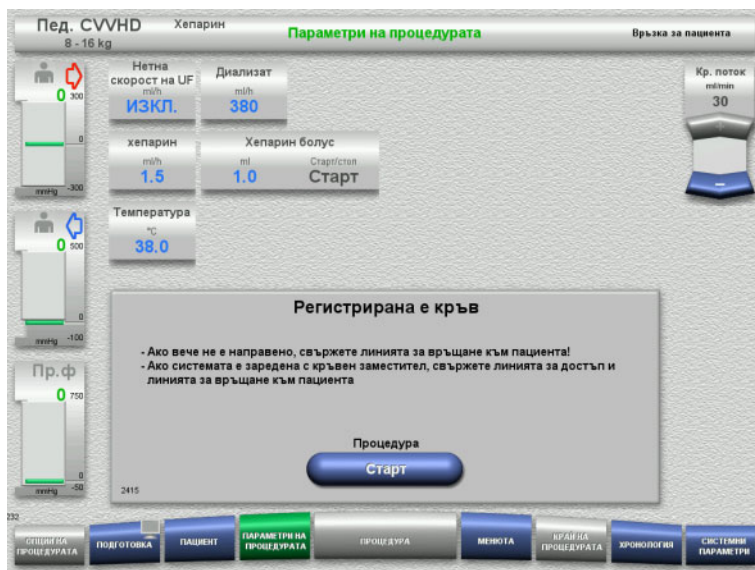 Пед. CVVHD
Хепарин
8 - 16 kg
Параметри на процедурата
Връзка за пациента
0
300
0
mmHg
-300
Нетна
скорост на UF
ml/h
ИЗКЛ.
Диализат
ml/h
380
Кр. поток
ml/min
30
+
−
хепарин
ml/h
1.5
Хепарин болус
ml
1.0
Старт/стоп
Старт
Температура
°C
38.0
0
500
0
mmHg
-100
Пр.ф
0
750
0
mmHg
-50
Регистрирана е кръв
- Ако вече не е направено, свържете линията за връщане към пациента!
- Ако системата е заредена с кръвен заместител, свържете линията за достъп и
линията за връщане към пациента
Процедура
Старт
2415
232
ОПЦИИ НА
ПРОЦЕДУРАТА
ПОДГОТОВКА
ПАЦИЕНТ
ПАРАМЕТРИ НА
ПРОЦЕДУРАТА
ПРОЦЕДУРА
МЕНЮТА
КРАЙ НА
ПРОЦЕДУРАТА
ХРОНОЛОГИЯ
СИСТЕМНИ
ПАРАМЕТРИ